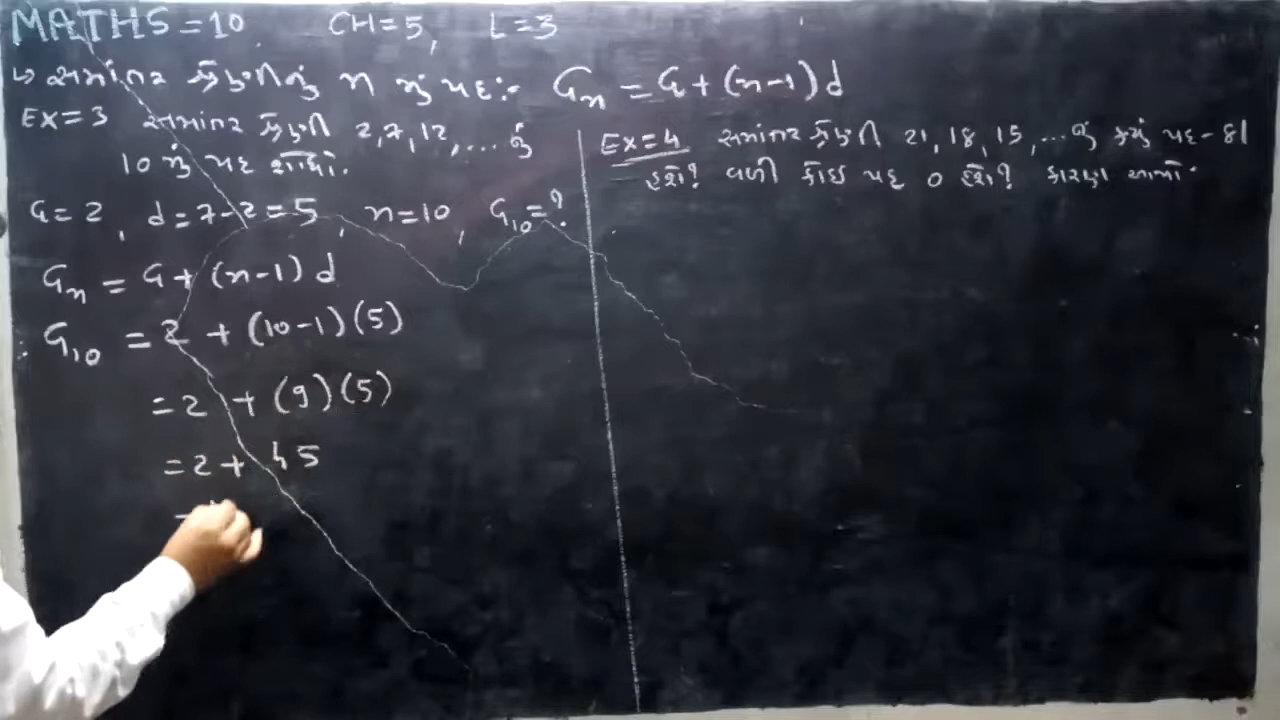 MATHS = 10, CH = 5, L = 3
↳ સમાંતર શ્રેણીનું n મું પદ :- Gn = G + (n-1) d
EX = 3 સમાંતર શ્રેણી 2, 7, 12, ... નું
10 મું પદ શોધો.
G = 2, d = 7 - 2 = 5, n = 10, G10 = ?
Gn = G + (n-1) d
G10 = 2 + (10-1)(5)
= 2 + (9)(5)
= 2 + 45
=
EX = 4 સમાંતર શ્રેણી 21, 18, 15, ... નું કયું પદ - 81
હશે? વળી કોઇ પદ 0 હશે? કારણ આપો.